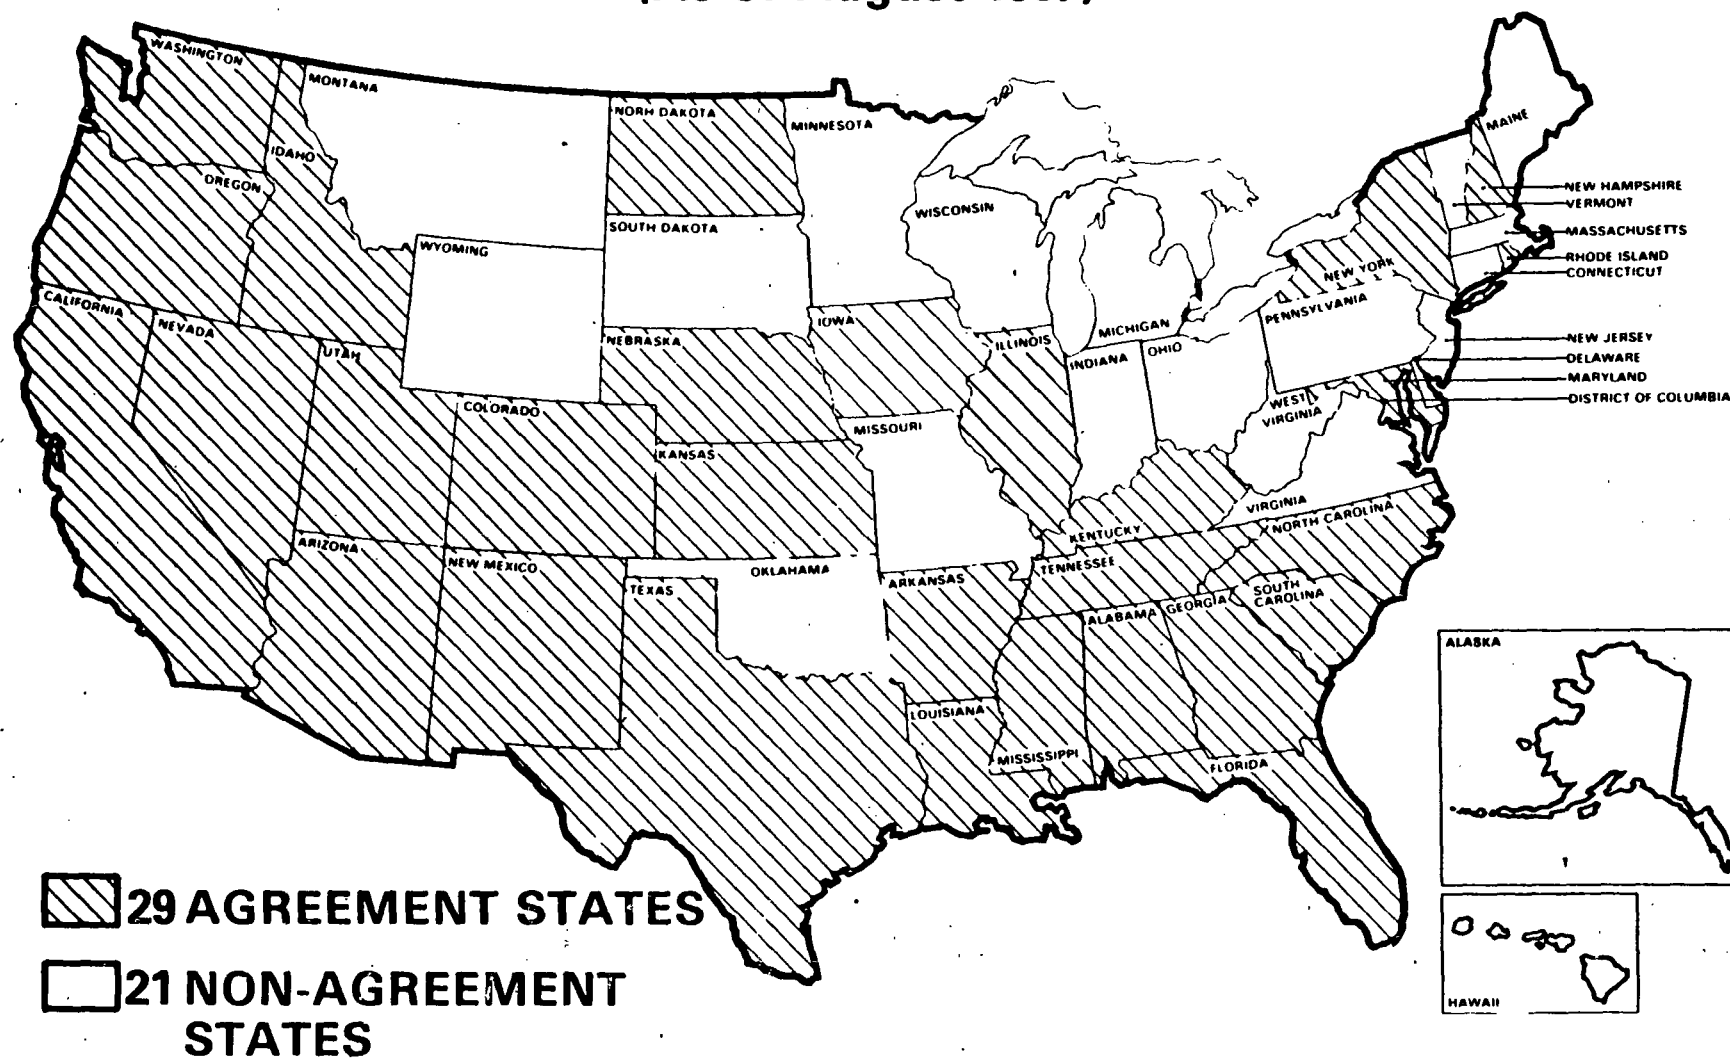 WASHINGTON
MONTANA
NORH DAKOTA
MINNESOTA
MAINE
IDAHO
OREGON
NEW HAMPSHIRE
VERMONT
WISCONSIN
SOUTH DAKOTA
MASSACHUSETTS
WYOMING
RHODE ISLAND
CONNECTICUT
NEW YORK
CALIFORNIA
PENNSYLVANIA
NEVADA
IOWA
MICHIGAN
NEBRASKA
ILLINOIS
NEW JERSEY
UTAH
INDIANA
OHIO
DELAWARE
MARYLAND
DISTRICT OF COLUMBIA
COLORADO
WEST
VIRGINIA
MISSOURI
KANSAS
VIRGINIA
NORTH CAROLINA
KENTUCKY
ARIZONA
NEW MEXICO
OKLAHOMA
TENNESSEE
ARKANSAS
TEXAS
SOUTH
CAROLINA
ALABAMA
GEORGIA
ALASKA
LOUISIANA
MISSISSIPPI
FLORIDA
29 AGREEMENT STATES
21 NON-AGREEMENT
STATES
HAWAII